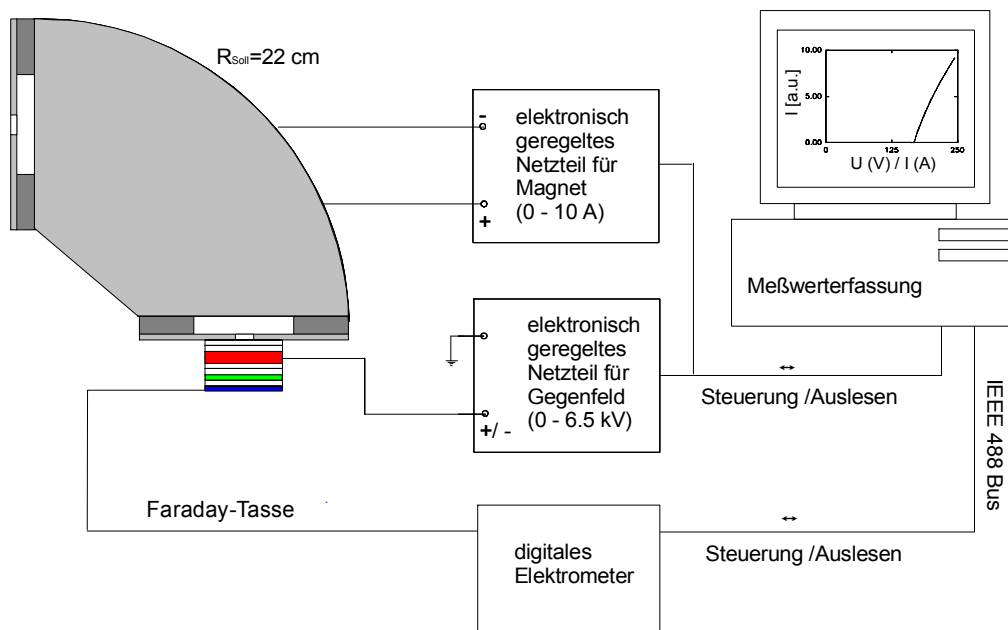 R Soll=22 cm
-
elektronisch
geregeltes
Netzteil für
Magnet
(0 - 10 A)
+
I [a.u.]
10.00
5.00
0.00
0
125
250
U (V) / I (A)
Meßwerterfassung
elektronisch
geregeltes
Netzteil für
Gegenfeld
(0 - 6.5 kV)
+/ -
Steuerung /Auslesen
IEEE 488 Bus
Faraday-Tasse
digitales
Elektrometer
Steuerung /Auslesen